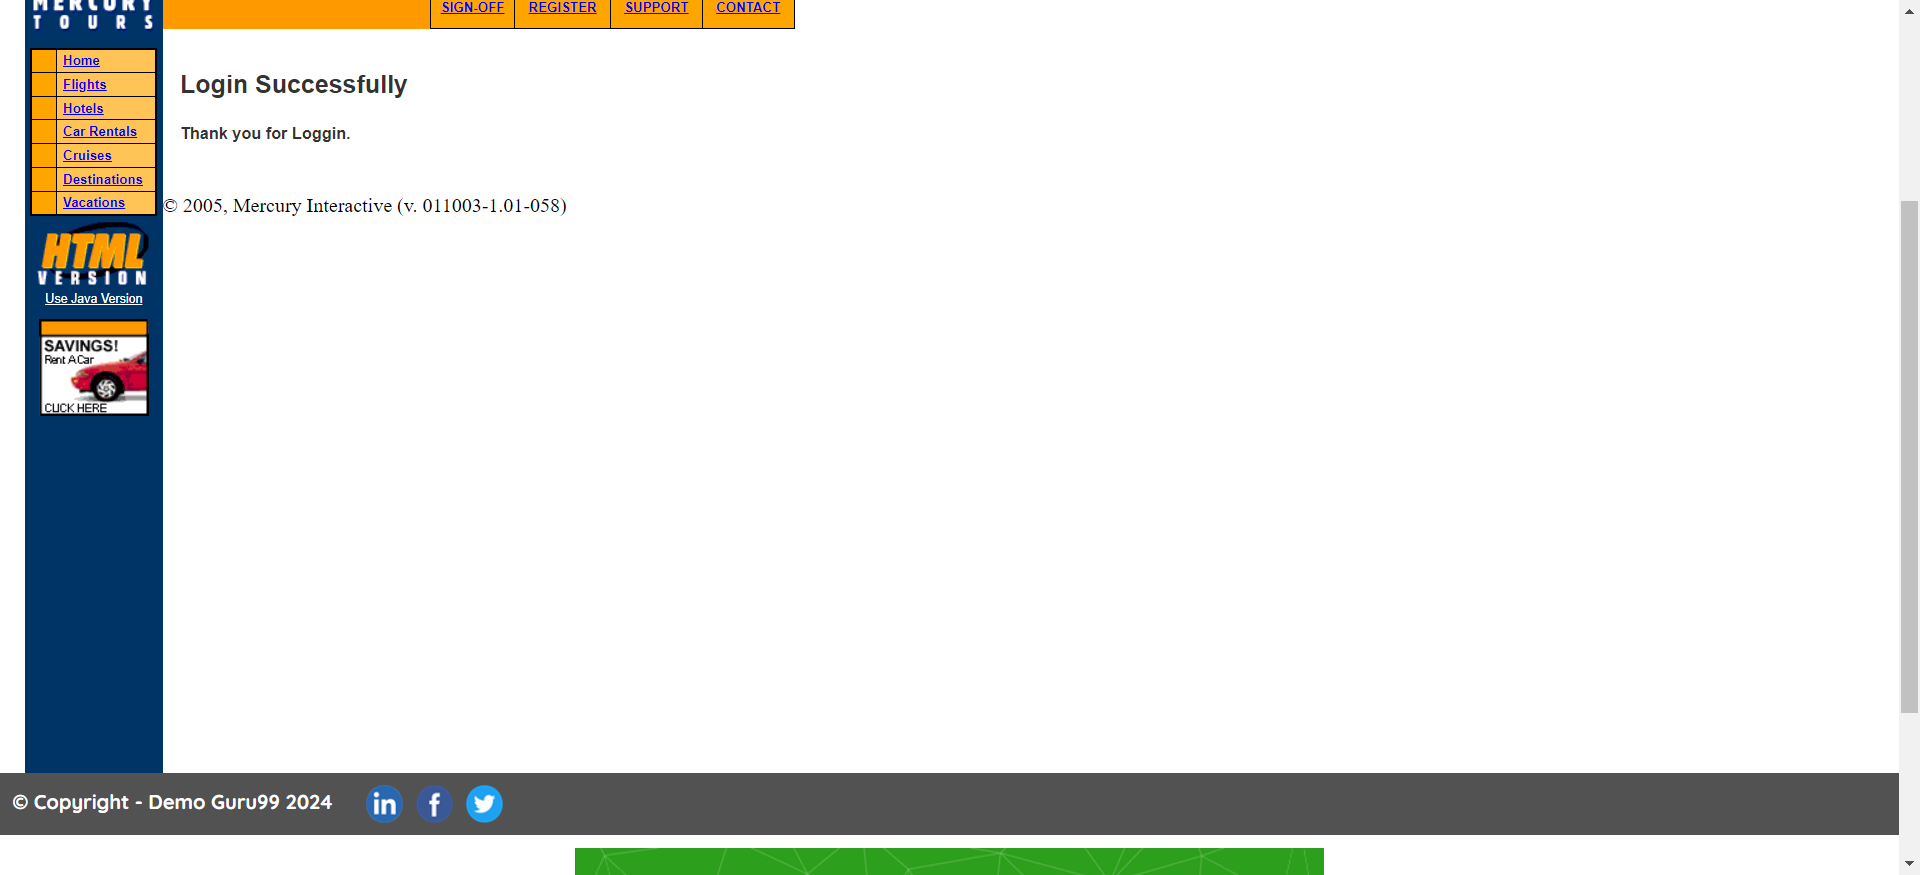 MERCURY
TOURS
SIGN-OFF REGISTER SUPPORT CONTACT
Home
Flights
Hotels
Car Rentals
Cruises
Destinations
Vacations
Login Successfully
Thank you for Loggin.
© 2005, Mercury Interactive (v. 011003-1.01-058)
HTML
VERSION
Use Java Version
SAVINGS!
Rent A Car
CLICK HERE
© Copyright - Demo Guru99 2024
in f